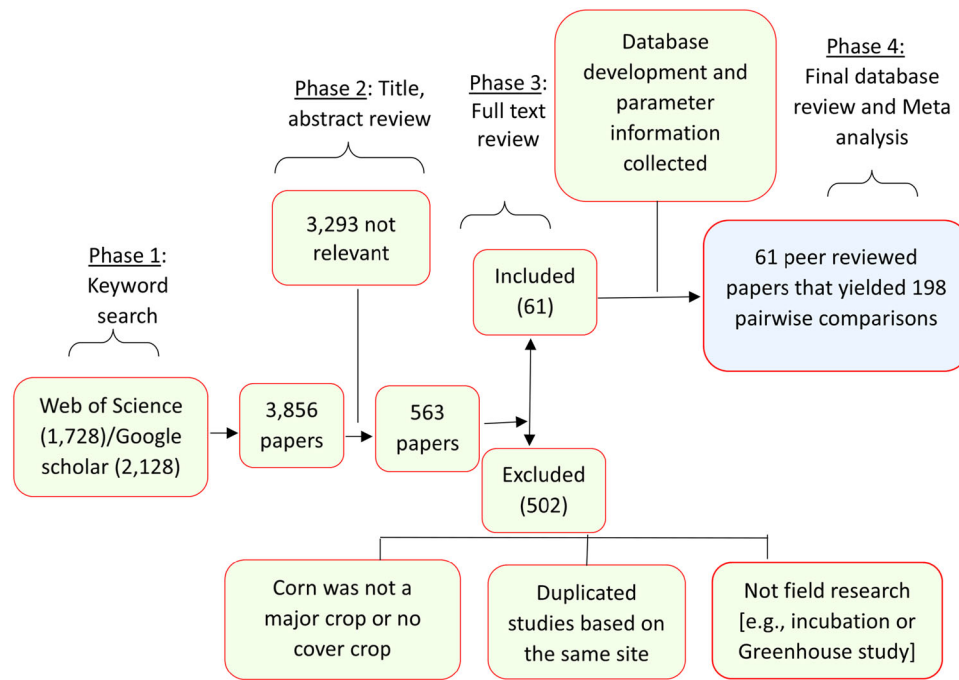 Phase 1:
Keyword
search
Web of Science
(1,728)/Google
scholar (2,128)
3,856
papers
Phase 2: Title,
abstract review
3,293 not
relevant
563
papers
Phase 3:
Full text
review
Included
(61)
Excluded
(502)
Corn was not a
major crop or no
cover crop
Duplicated
studies based on
the same site
Not field research
[e.g., incubation or
Greenhouse study]
Database
development and
parameter
information
collected
Phase 4:
Final database
review and Meta
analysis
61 peer reviewed
papers that yielded 198
pairwise comparisons